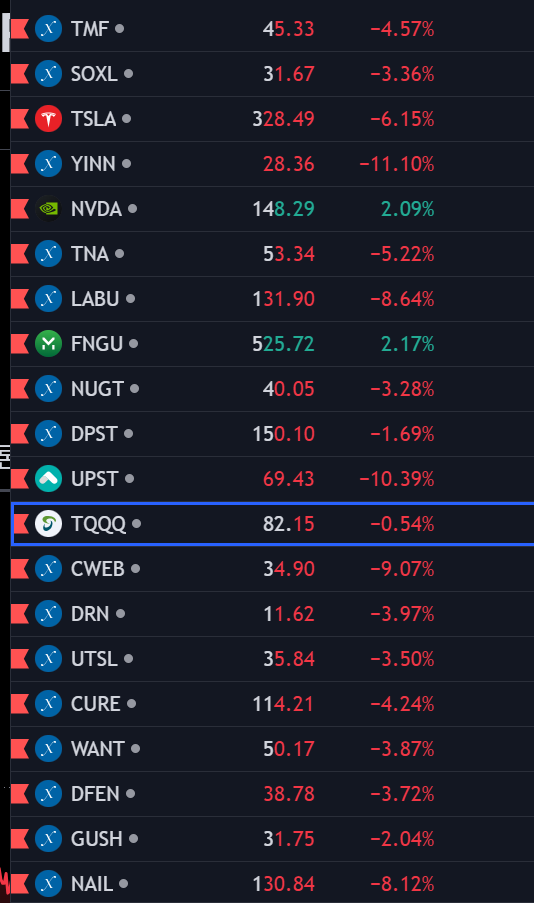 TMF 45.33 −4.57%
SOXL 31.67 −3.36%
TSLA 328.49 −6.15%
YINN 28.36 −11.10%
NVDA 148.29 2.09%
TNA 53.34 −5.22%
LABU 131.90 −8.64%
FNGU 525.72 2.17%
NUGT 40.05 −3.28%
DPST 150.10 −1.69%
UPST 69.43 −10.39%
TQQQ 82.15 −0.54%
CWEB 34.90 −9.07%
DRN 11.62 −3.97%
UTSL 35.84 −3.50%
CURE 114.21 −4.24%
WANT 50.17 −3.87%
DFEN 38.78 −3.72%
GUSH 31.75 −2.04%
NAIL 130.84 −8.12%